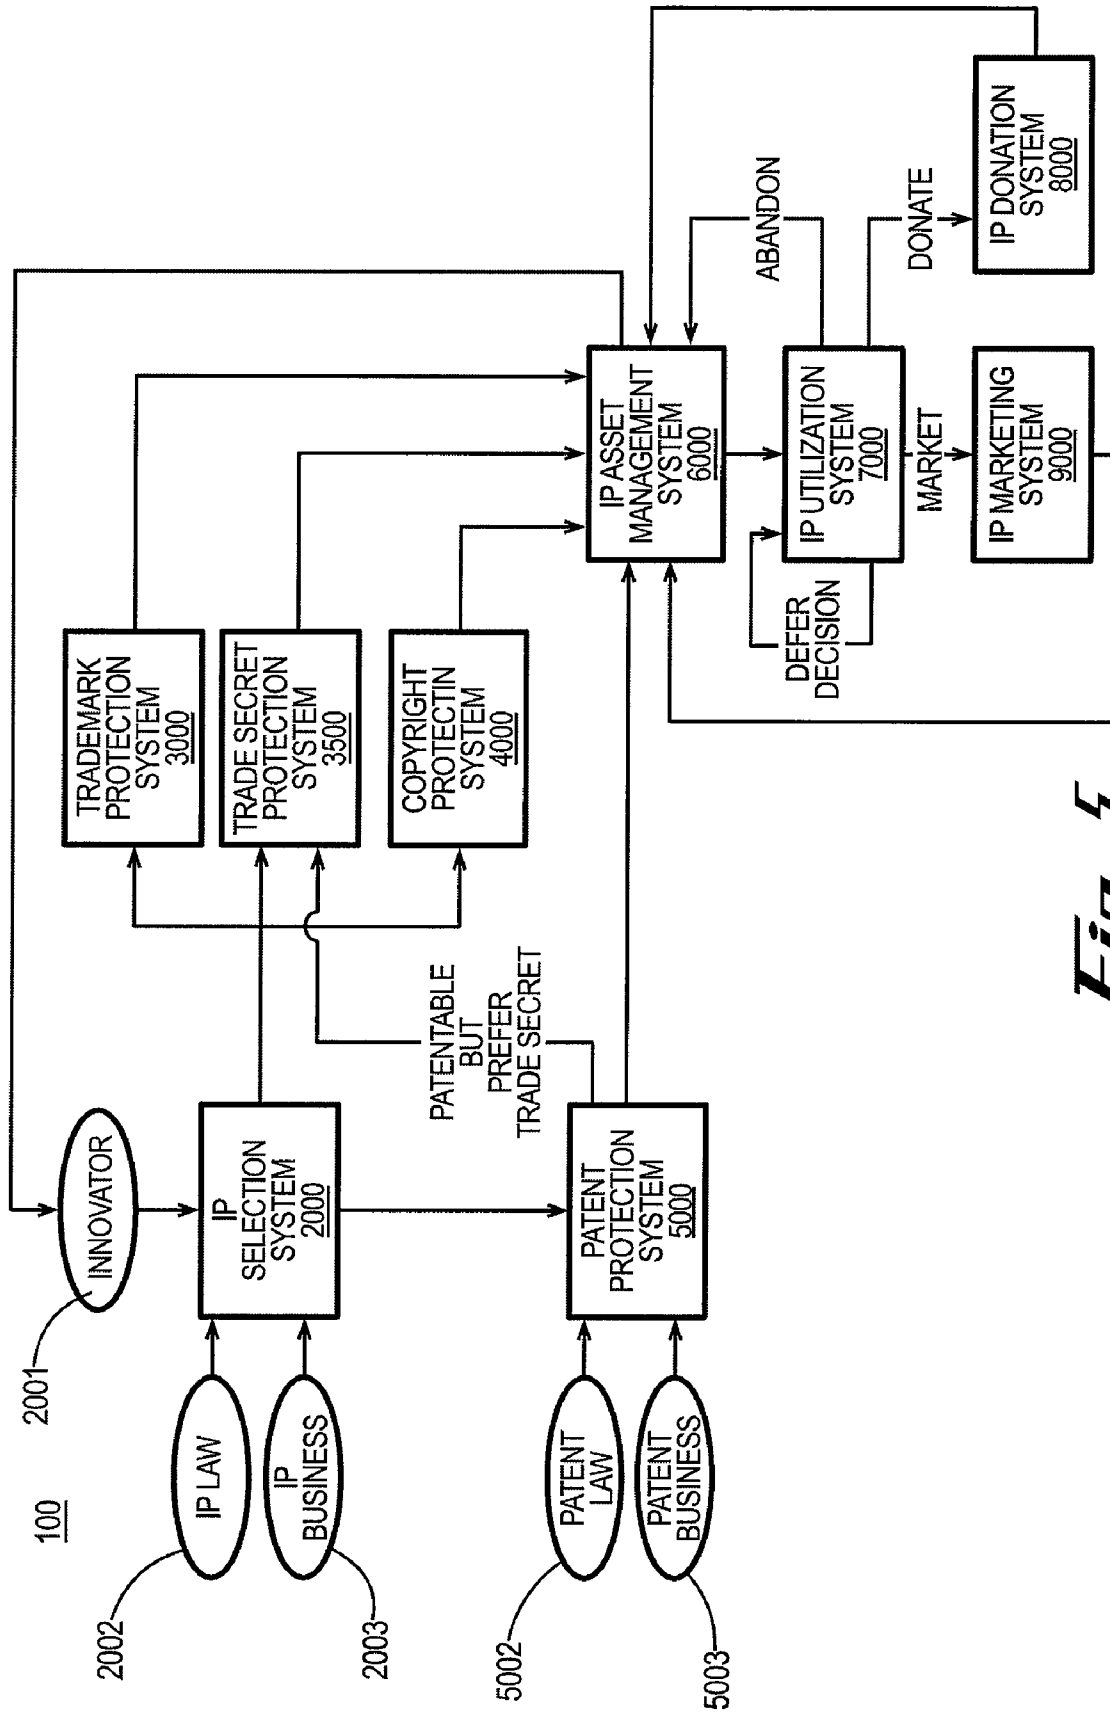 100
2001
INNOVATOR
2002
IP LAW
2003
IP
BUSINESS
IP
SELECTION
SYSTEM
2000
TRADEMARK
PROTECTION
SYSTEM
3000
TRADE SECRET
PROTECTION
SYSTEM
3500
COPYRIGHT
PROTECTIN
SYSTEM
4000
PATENTABLE
BUT
PREFER
TRADE SECRET
5002
PATENT
LAW
5003
PATENT
BUSINESS
PATENT
PROTECTION
SYSTEM
5000
IP ASSET
MANAGEMENT
SYSTEM
6000
ABANDON
DEFER
DECISION
IP UTILIZATION
SYSTEM
7000
MARKET
DONATE
IP MARKETING
SYSTEM
9000
IP DONATION
SYSTEM
8000
Fig.